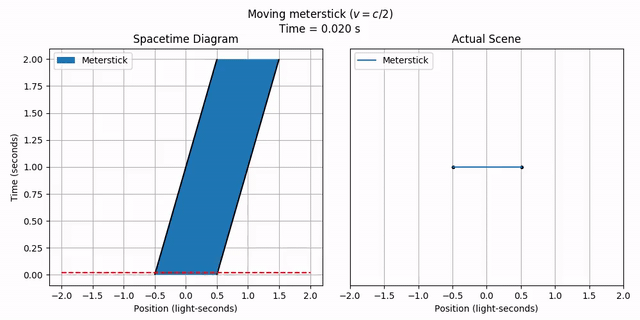 Moving meterstick (v = c/2)
Time = 0.020 s
Spacetime Diagram
Meterstick
Time (seconds)
2.00
1.75
1.50
1.25
1.00
0.75
0.50
0.25
0.00
−2.0 −1.5 −1.0 −0.5 0.0 0.5 1.0 1.5 2.0
Position (light-seconds)
Actual Scene
Meterstick
−2.0 −1.5 −1.0 −0.5 0.0 0.5 1.0 1.5 2.0
Position (light-seconds)